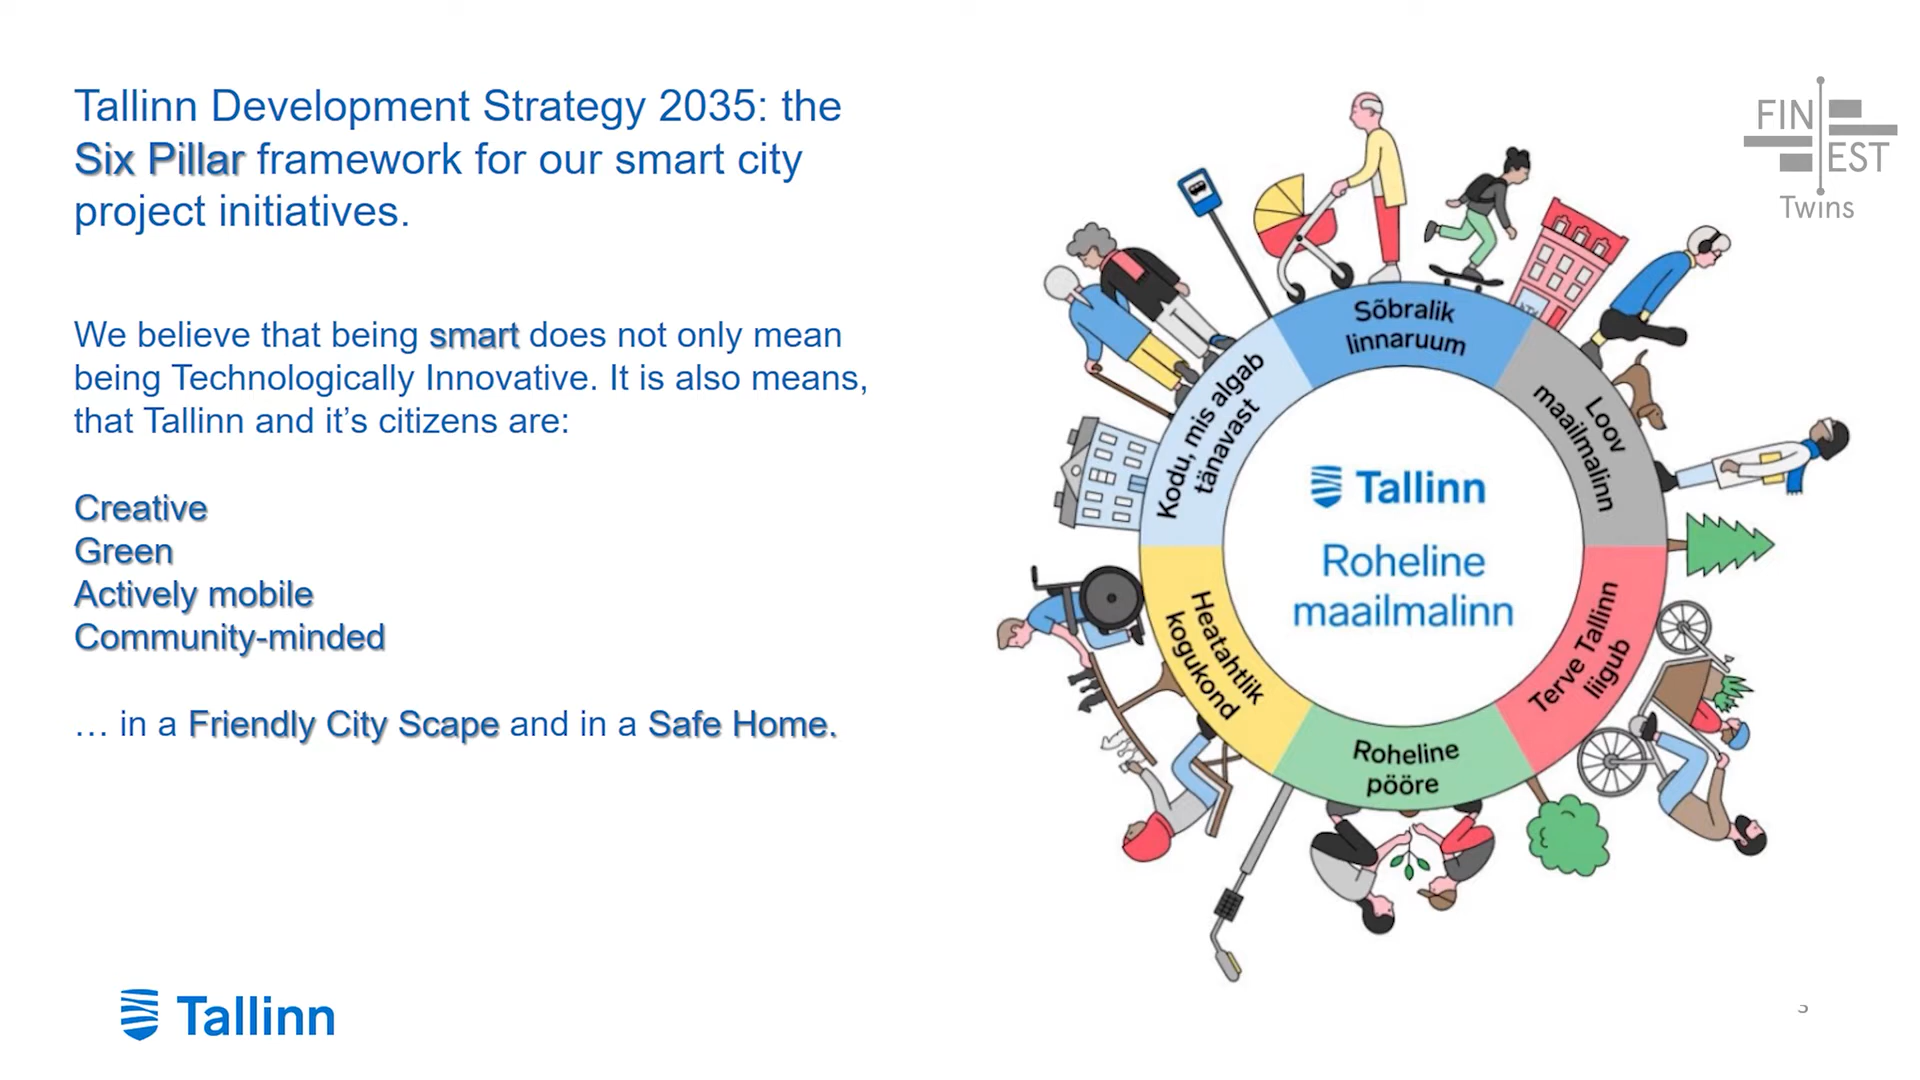 Tallinn Development Strategy 2035: the
Six Pillar framework for our smart city
project initiatives.
We believe that being smart does not only mean
being Technologically Innovative. It is also means,
that Tallinn and it’s citizens are:
Creative
Green
Actively mobile
Community-minded
… in a Friendly City Scape and in a Safe Home.
Tallinn
FIN
EST
Twins
Sõbralik
linnaruum
Loov
maailmalinn
Terve Tallinn
liigub
Roheline
pööre
Heatahtlik
kogukond
Kodu, mis algab
tänavast
Tallinn
Roheline
maailmalinn